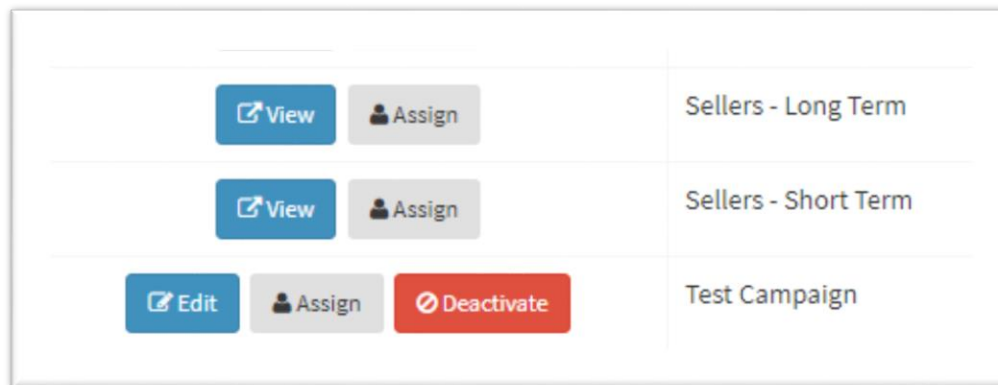 View Assign Sellers - Long Term
View Assign Sellers - Short Term
Edit Assign Deactivate Test Campaign